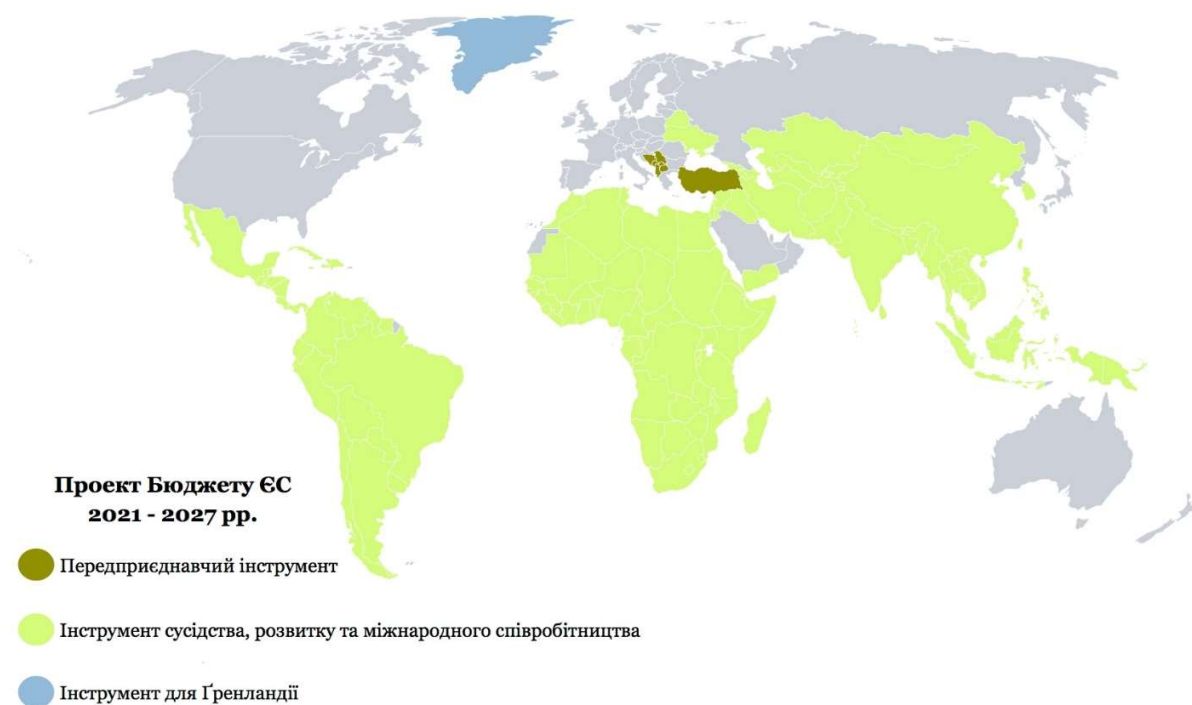 Проект Бюджету ЄС
2021 - 2027 рр.
Передприєднавчий інструмент
Інструмент сусідства, розвитку та міжнародного співробітництва
Інструмент для Ґренландії